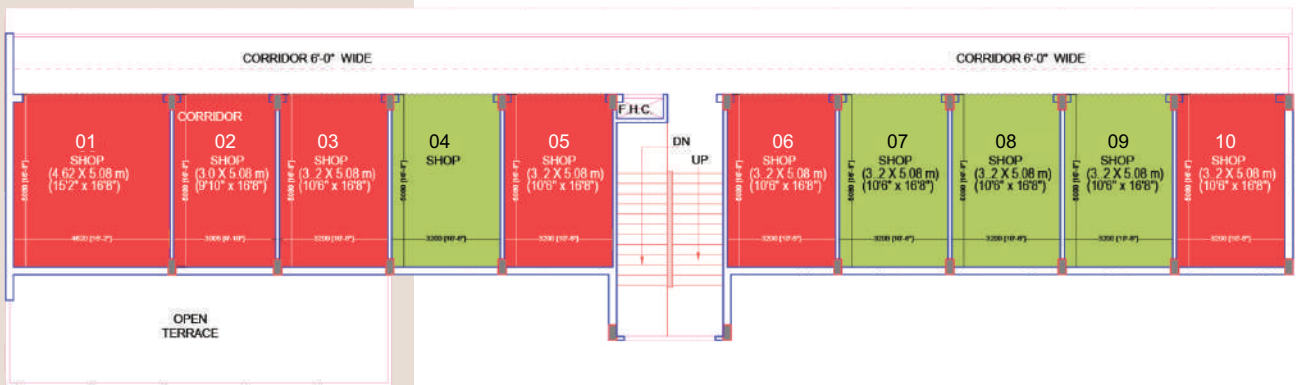 CORRIDOR 6'-0" WIDE
CORRIDOR 6'-0" WIDE
CORRIDOR
01
SHOP
(4.62 X 5.08 m)
(15'2" x 16'8")
02
SHOP
(3.0 X 5.08 m)
(9'10" x 16'8")
03
SHOP
(3..2 X 5.08 m)
(10'6" x 16'8")
04
SHOP
05
SHOP
(3..2 X 5.08 m)
(10'6" x 16'8")
F.H.C.
DN
UP
06
SHOP
(3..2 X 5.08 m)
(10'6" x 16'8")
07
SHOP
(3..2 X 5.08 m)
(10'6" x 16'8")
08
SHOP
(3..2 X 5.08 m)
(10'6" x 16'8")
09
SHOP
(3..2 X 5.08 m)
(10'6" x 16'8")
10
SHOP
(3..2 X 5.08 m)
(10'6" x 16'8")
OPEN
TERRACE